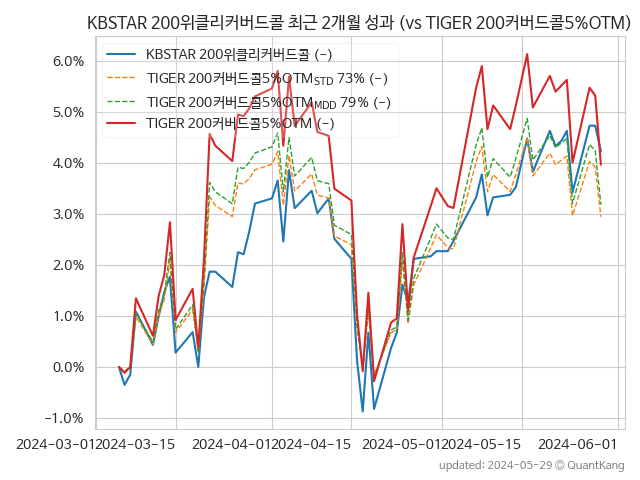 KBSTAR 200위클리커버드콜 최근 2개월 성과 (vs TIGER 200커버드콜5%OTM)
KBSTAR 200위클리커버드콜 (−)
TIGER 200커버드콜5%OTM STD 73% (−)
TIGER 200커버드콜5%OTM MDD 79% (−)
TIGER 200커버드콜5%OTM (−)
6.0%
5.0%
4.0%
3.0%
2.0%
1.0%
0.0%
−1.0%
2024-03-01 2024-03-15 2024-04-01 2024-04-15 2024-05-01 2024-05-15 2024-06-01
updated: 2024-05-29 © QuantKang